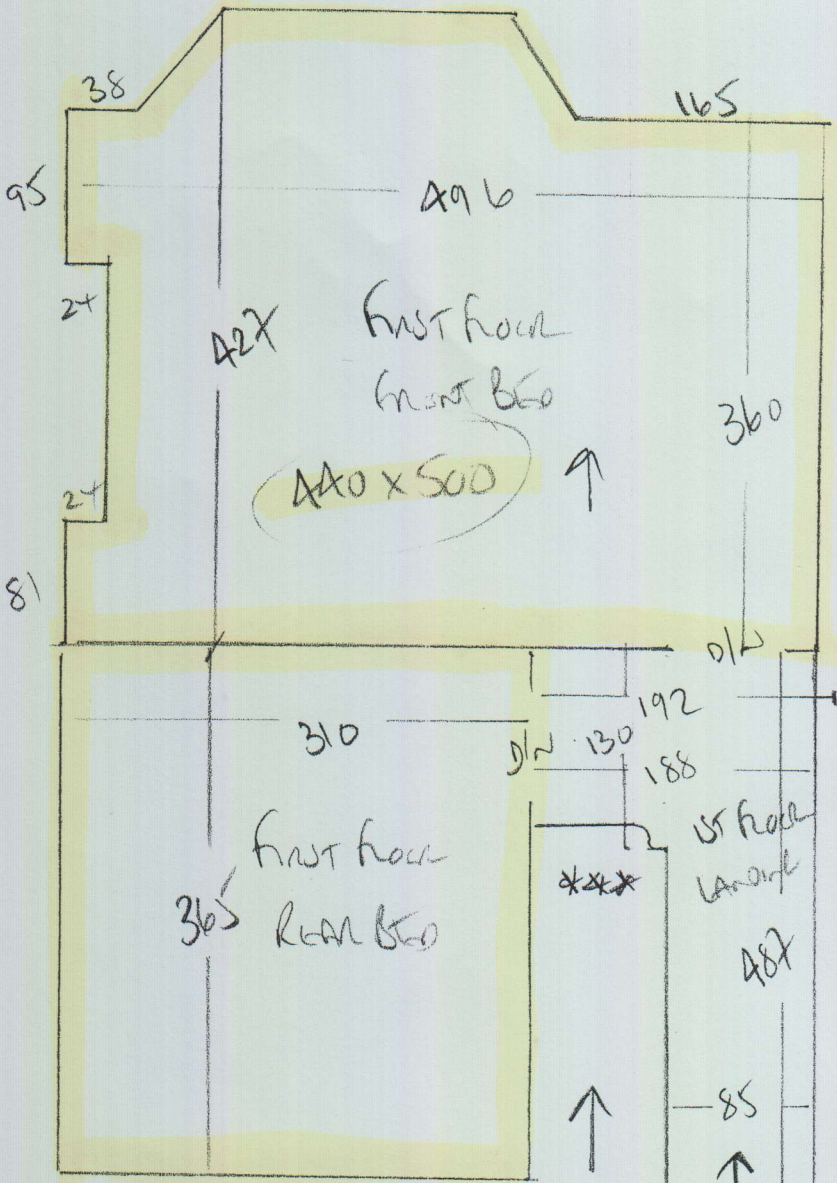 38
165
95
496
24
427
FIRST FLOOR
FRONT BED
360
440 x 500
24
81
D/W
192
310
D/W 130
188
FIRST FLOOR
REAR BED
1ST FLOOR
LANDING
***
365
487
85